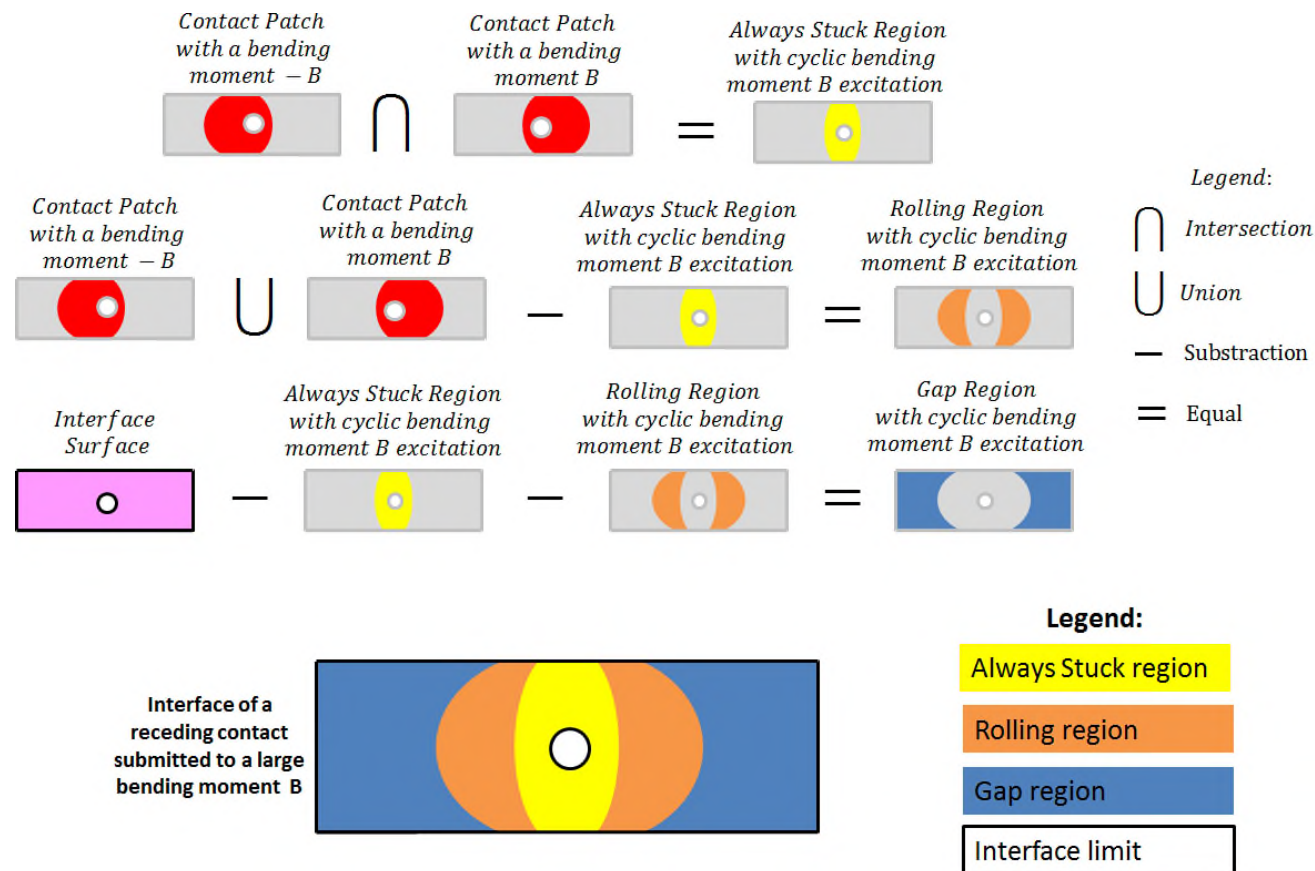 Contact Patch
with a bending
moment − B
Contact Patch
with a bending
moment B
Always Stuck Region
with cyclic bending
moment B excitation
⋂
=
Contact Patch
with a bending
moment − B
Contact Patch
with a bending
moment B
Always Stuck Region
with cyclic bending
moment B excitation
Rolling Region
with cyclic bending
moment B excitation
⋃
−
=
Legend:
⋂ Intersection
⋃ Union
− Substraction
= Equal
Interface
Surface
Always Stuck Region
with cyclic bending
moment B excitation
Rolling Region
with cyclic bending
moment B excitation
Gap Region
with cyclic bending
moment B excitation
−
−
=
Interface of a
receding contact
submitted to a large
bending moment B
Legend:
Always Stuck region
Rolling region
Gap region
Interface limit